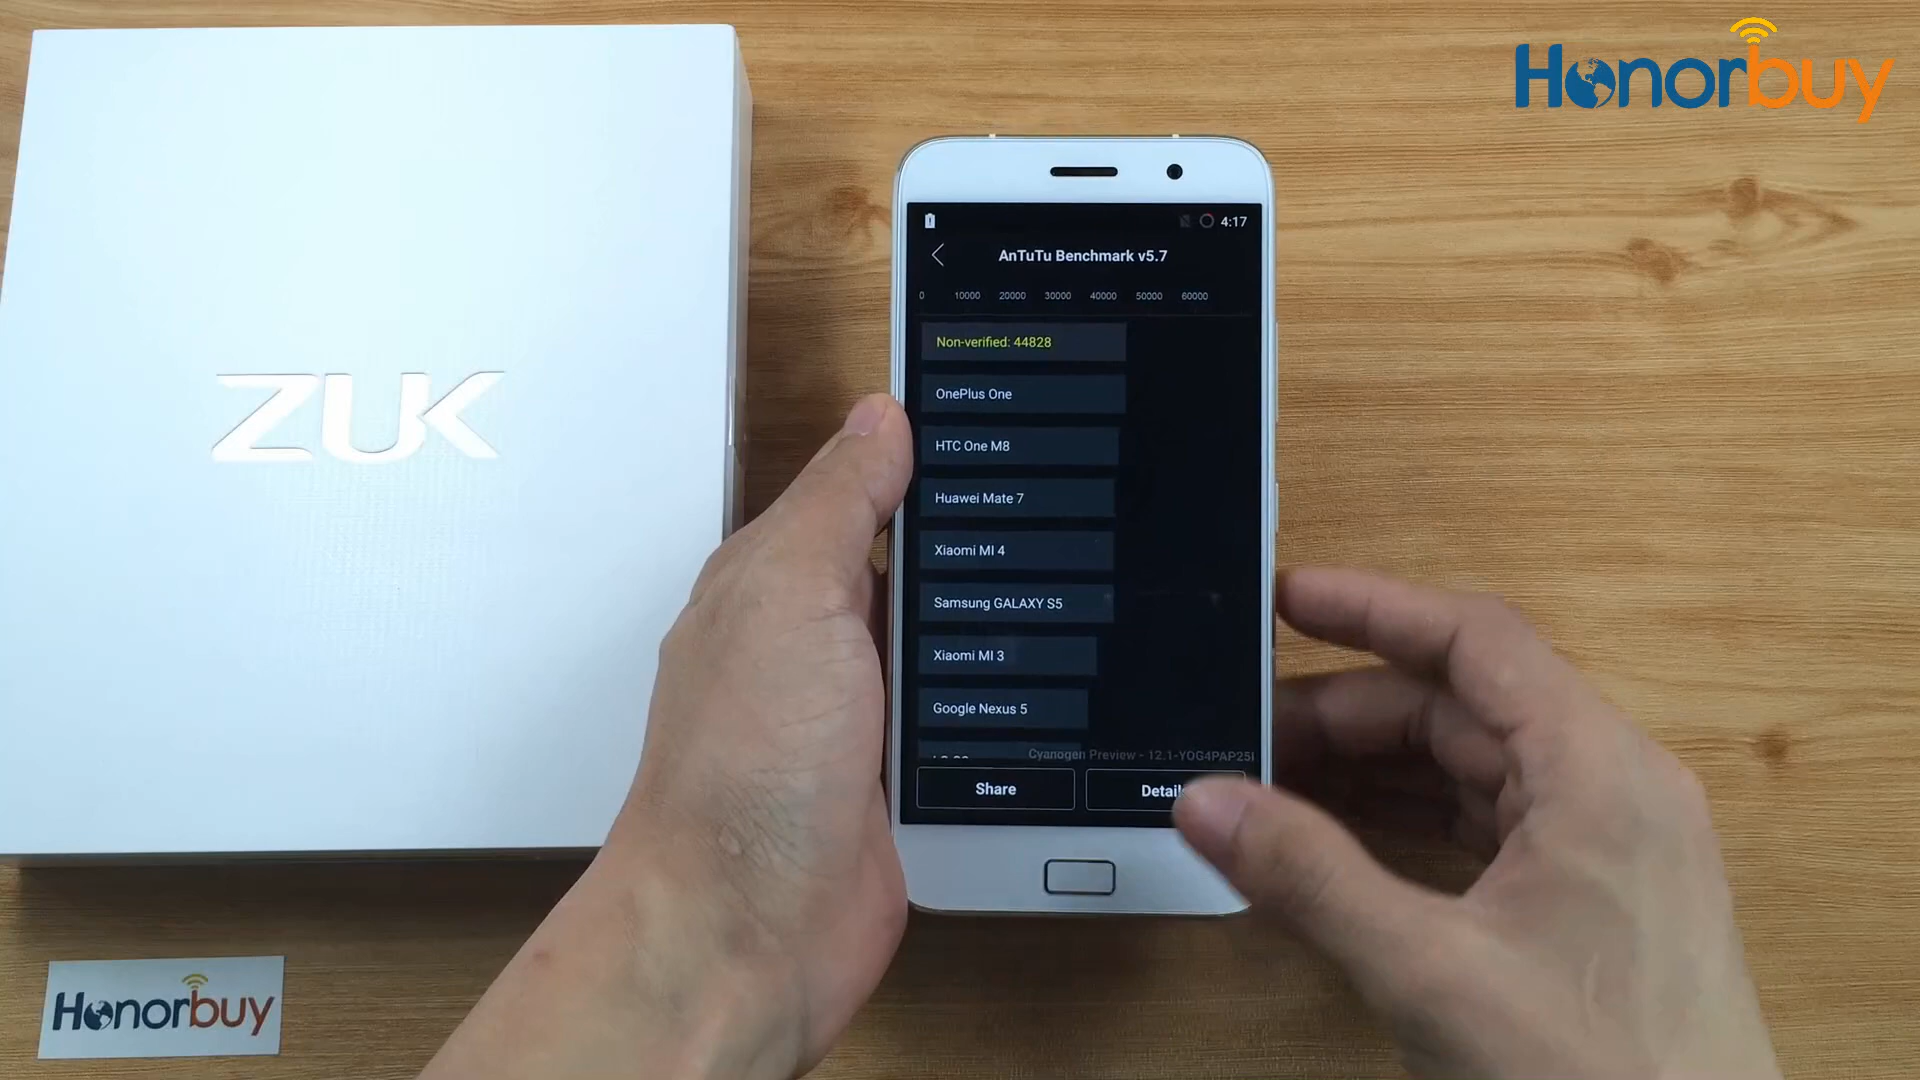 Honorbuy
ZUK
4:17
AnTuTu Benchmark v5.7
0 10000 20000 30000 40000 50000 60000
Non-verified: 44828
OnePlus One
HTC One M8
Huawei Mate 7
Xiaomi MI 4
Samsung GALAXY S5
Xiaomi MI 3
Google Nexus 5
Cyanogen Preview - 12.1-YOG4PAP25I
Share
Detail
Honorbuy